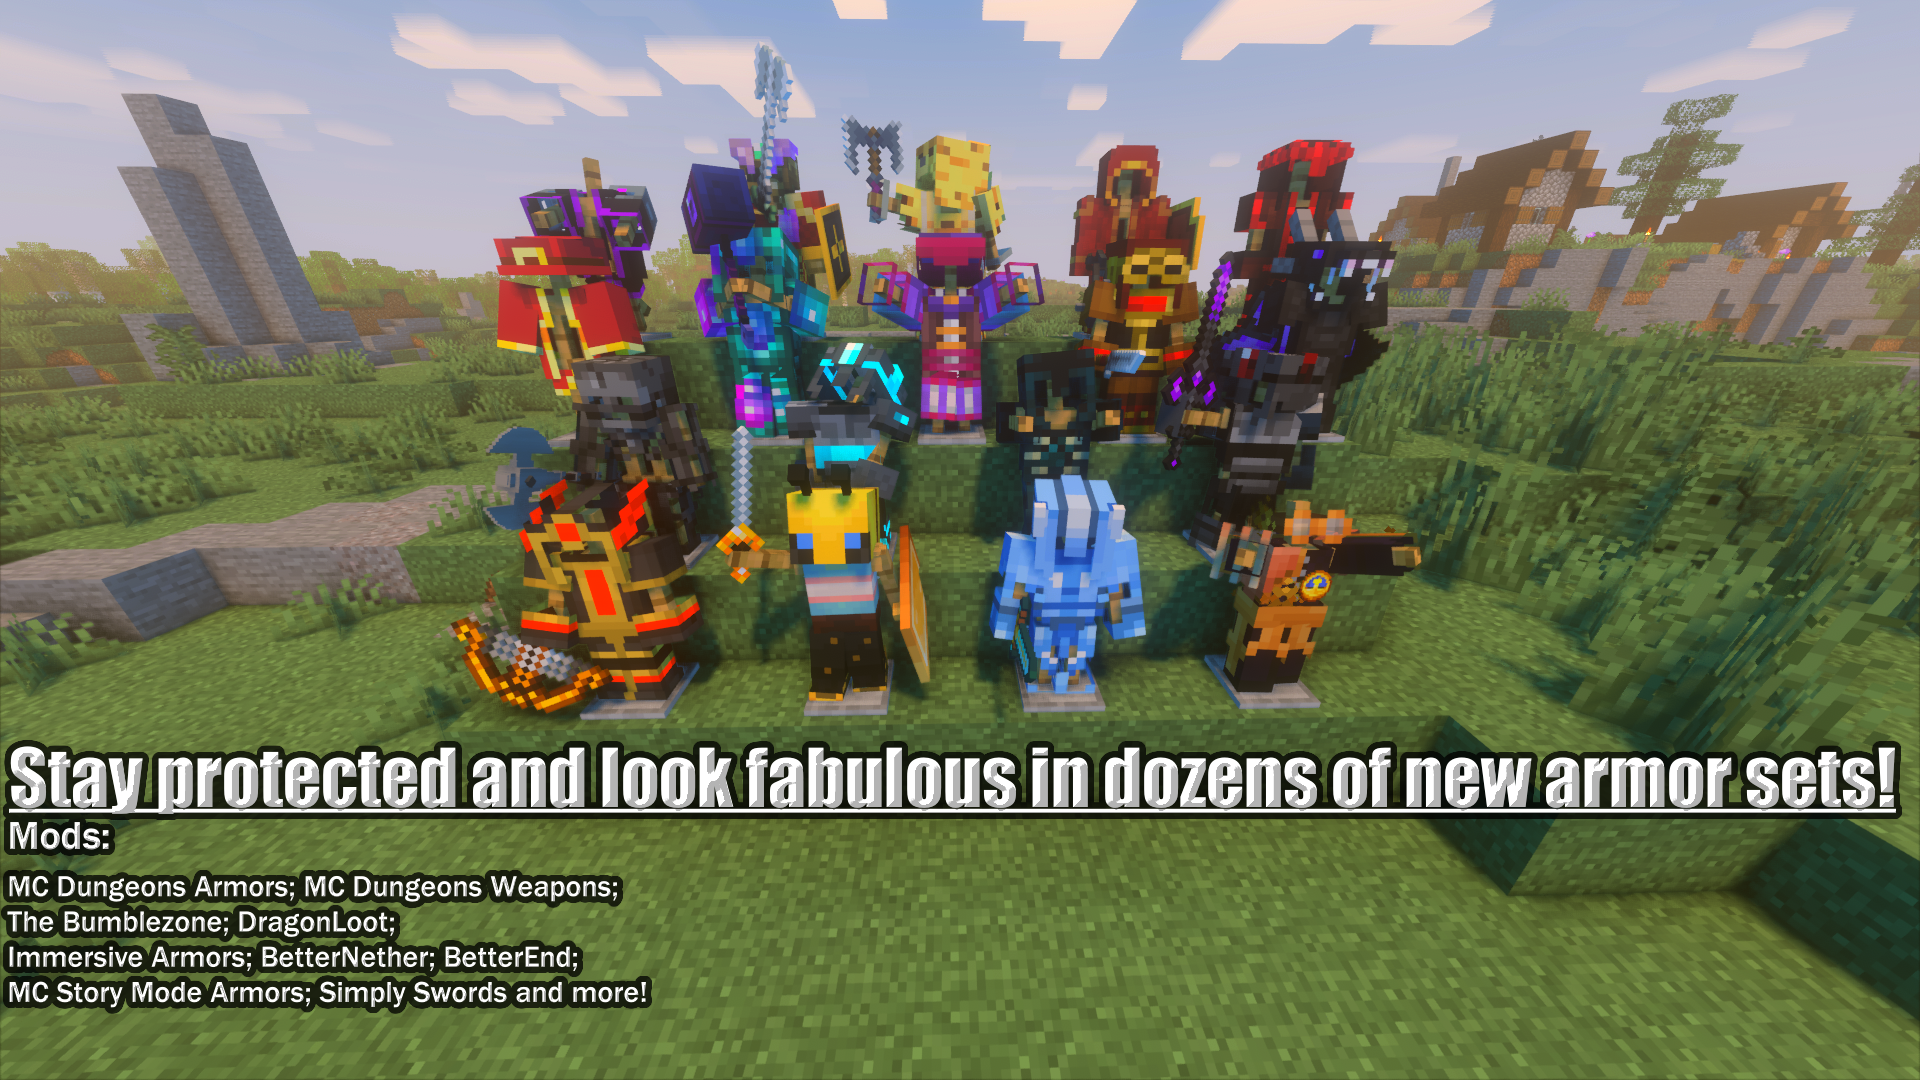 Stay protected and look fabulous in dozens of new armor sets!
Mods:
MC Dungeons Armors; MC Dungeons Weapons;
The Bumblezone; DragonLoot;
Immersive Armors; BetterNether; BetterEnd;
MC Story Mode Armors; Simply Swords and more!